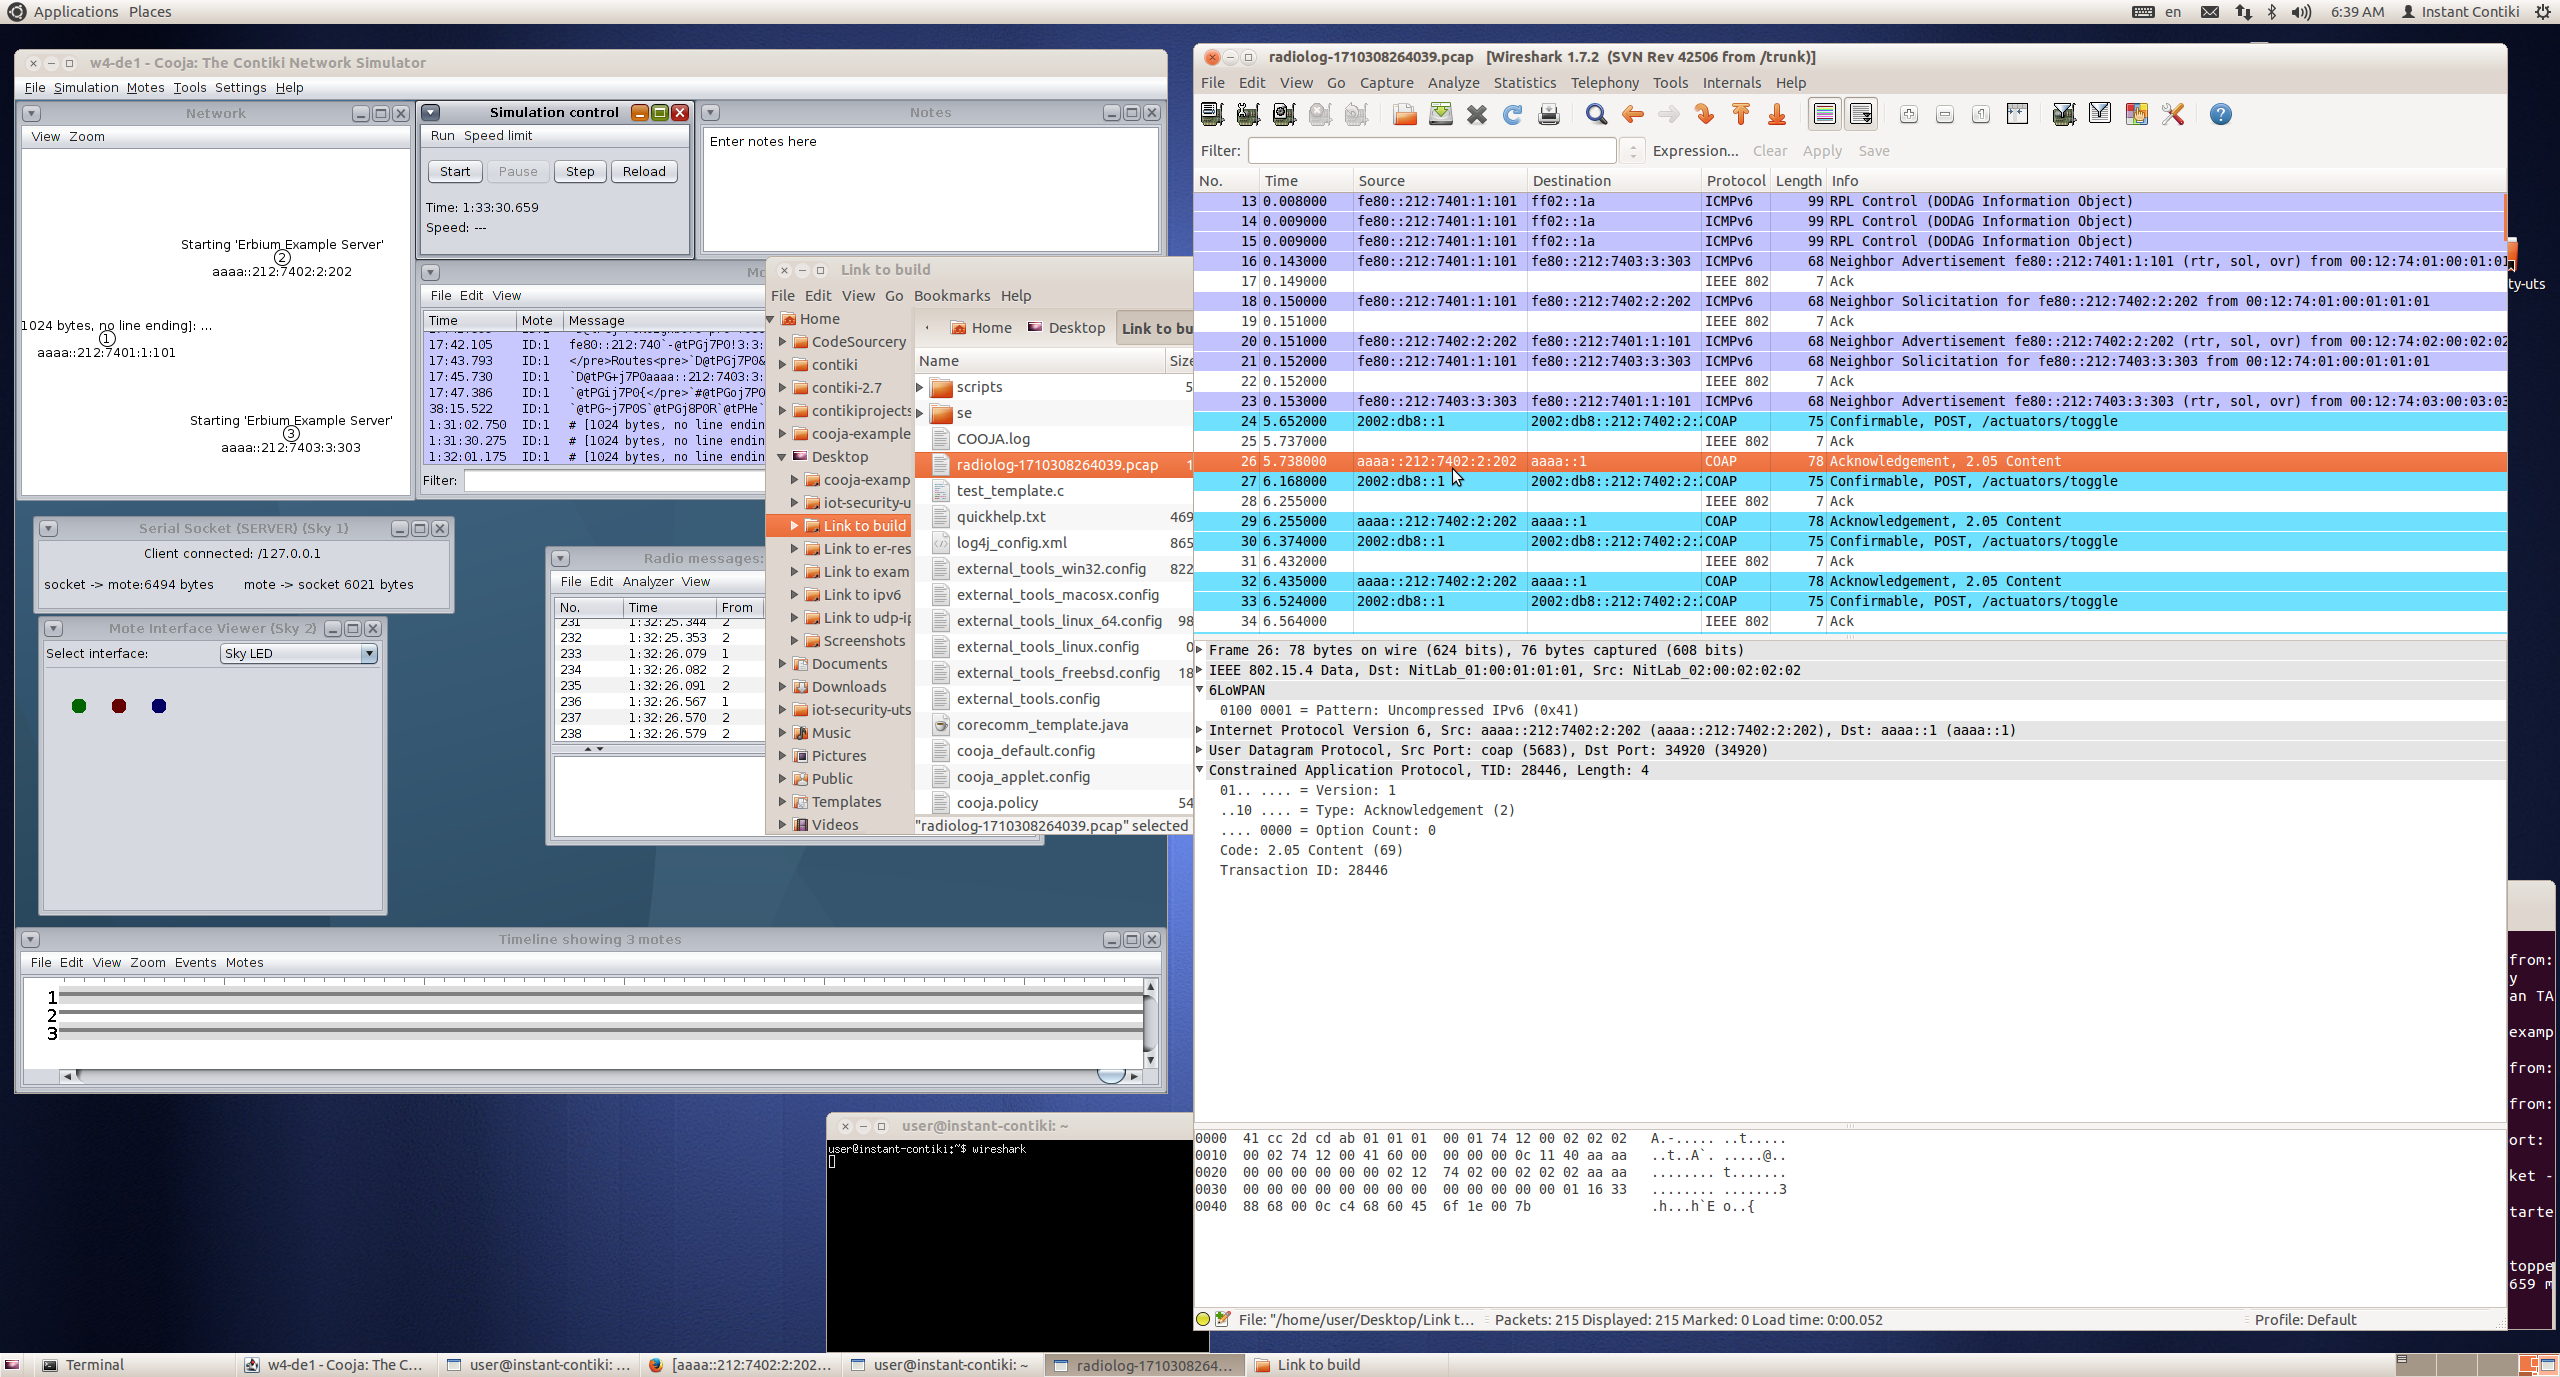 Applications Places
en 6:39 AM Instant Contiki
w4-de1 - Cooja: The Contiki Network Simulator
File Simulation Motes Tools Settings Help
Network
View Zoom
Starting 'Erbium Example Server'
2
aaaa::212:7402:2:202
1024 bytes, no line ending]: ...
1
aaaa::212:7401:1:101
Starting 'Erbium Example Server'
3
aaaa::212:7403:3:303
Simulation control
Run Speed limit
Start Pause Step Reload
Time: 1:33:30.659
Speed: ---
Notes
Enter notes here
File Edit View
Time Mote Message
17:42.105 ID:1 fe80::212:740`-@tPGj7P0!3:3:
17:43.793 ID:1 </pre>Routes<pre>`D@tPGj7P0&
17:45.730 ID:1 `D@tPG+j7P0aaaa::212:7403:3:
17:47.386 ID:1 `@tPGij7P0{</pre>`#@tPGoj7P0
38:15.522 ID:1 `@tPG~j7P0S`@tPGj8P0R`@tPHe`
1:31:02.750 ID:1 # [1024 bytes, no line endin
1:31:30.275 ID:1 # [1024 bytes, no line endin
1:32:01.175 ID:1 # [1024 bytes, no line endin
Filter:
Serial Socket (SERVER) (Sky 1)
Client connected: /127.0.0.1
socket -> mote:6494 bytes mote -> socket 6021 bytes
Mote Interface Viewer (Sky 2)
Select interface: Sky LED
Radio messages:
File Edit Analyzer View
No. Time From
231 1:32:25.344 2
232 1:32:25.353 2
233 1:32:26.079 1
234 1:32:26.082 2
235 1:32:26.091 2
236 1:32:26.567 1
237 1:32:26.570 2
238 1:32:26.579 2
Link to build
File Edit View Go Bookmarks Help
Home
CodeSourcery
contiki
contiki-2.7
contikiprojects
cooja-example
Desktop
cooja-examp
iot-security-u
Link to build
Link to er-res
Link to exam
Link to ipv6
Link to udp-ip
Screenshots
Documents
Downloads
iot-security-uts
Music
Pictures
Public
Templates
Videos
Home Desktop Link to bu
Name Size
scripts 5
se
COOJA.log
radiolog-1710308264039.pcap 1
test_template.c
quickhelp.txt 469
log4j_config.xml 865
external_tools_win32.config 822
external_tools_macosx.config
external_tools_linux_64.config 98
external_tools_linux.config 0
external_tools_freebsd.config 18
external_tools.config
corecomm_template.java
cooja_default.config
cooja_applet.config
cooja.policy 54
"radiolog-1710308264039.pcap" selected
Timeline showing 3 motes
File Edit View Zoom Events Motes
1
2
3
user@instant-contiki: ~
user@instant-contiki:~$ wireshark
radiolog-1710308264039.pcap [Wireshark 1.7.2 (SVN Rev 42506 from /trunk)]
File Edit View Go Capture Analyze Statistics Telephony Tools Internals Help
Filter: Expression... Clear Apply Save
No. Time Source Destination Protocol Length Info
13 0.008000 fe80::212:7401:1:101 ff02::1a ICMPv6 99 RPL Control (DODAG Information Object)
14 0.009000 fe80::212:7401:1:101 ff02::1a ICMPv6 99 RPL Control (DODAG Information Object)
15 0.009000 fe80::212:7401:1:101 ff02::1a ICMPv6 99 RPL Control (DODAG Information Object)
16 0.143000 fe80::212:7401:1:101 fe80::212:7403:3:303 ICMPv6 68 Neighbor Advertisement fe80::212:7401:1:101 (rtr, sol, ovr) from 00:12:74:01:00:01:01
17 0.149000 IEEE 802 7 Ack
18 0.150000 fe80::212:7401:1:101 fe80::212:7402:2:202 ICMPv6 68 Neighbor Solicitation for fe80::212:7402:2:202 from 00:12:74:01:00:01:01:01
19 0.151000 IEEE 802 7 Ack
20 0.151000 fe80::212:7402:2:202 fe80::212:7401:1:101 ICMPv6 68 Neighbor Advertisement fe80::212:7402:2:202 (rtr, sol, ovr) from 00:12:74:02:00:02:02
21 0.152000 fe80::212:7401:1:101 fe80::212:7403:3:303 ICMPv6 68 Neighbor Solicitation for fe80::212:7403:3:303 from 00:12:74:01:00:01:01:01
22 0.152000 IEEE 802 7 Ack
23 0.153000 fe80::212:7403:3:303 fe80::212:7401:1:101 ICMPv6 68 Neighbor Advertisement fe80::212:7403:3:303 (rtr, sol, ovr) from 00:12:74:03:00:03:03
24 5.652000 2002:db8::1 2002:db8::212:7402:2:2 COAP 75 Confirmable, POST, /actuators/toggle
25 5.737000 IEEE 802 7 Ack
26 5.738000 aaaa::212:7402:2:202 aaaa::1 COAP 78 Acknowledgement, 2.05 Content
27 6.168000 2002:db8::1 2002:db8::212:7402:2:2 COAP 75 Confirmable, POST, /actuators/toggle
28 6.255000 IEEE 802 7 Ack
29 6.255000 aaaa::212:7402:2:202 aaaa::1 COAP 78 Acknowledgement, 2.05 Content
30 6.374000 2002:db8::1 2002:db8::212:7402:2:2 COAP 75 Confirmable, POST, /actuators/toggle
31 6.432000 IEEE 802 7 Ack
32 6.435000 aaaa::212:7402:2:202 aaaa::1 COAP 78 Acknowledgement, 2.05 Content
33 6.524000 2002:db8::1 2002:db8::212:7402:2:2 COAP 75 Confirmable, POST, /actuators/toggle
34 6.564000 IEEE 802 7 Ack
Frame 26: 78 bytes on wire (624 bits), 76 bytes captured (608 bits)
IEEE 802.15.4 Data, Dst: NitLab_01:00:01:01:01, Src: NitLab_02:00:02:02:02
6LoWPAN
0100 0001 = Pattern: Uncompressed IPv6 (0x41)
Internet Protocol Version 6, Src: aaaa::212:7402:2:202 (aaaa::212:7402:2:202), Dst: aaaa::1 (aaaa::1)
User Datagram Protocol, Src Port: coap (5683), Dst Port: 34920 (34920)
Constrained Application Protocol, TID: 28446, Length: 4
01.. .... = Version: 1
..10 .... = Type: Acknowledgement (2)
.... 0000 = Option Count: 0
Code: 2.05 Content (69)
Transaction ID: 28446
0000 41 cc 2d cd ab 01 01 01 00 01 74 12 00 02 02 02 A.-..... ..t.....
0010 00 02 74 12 00 41 60 00 00 00 00 0c 11 40 aa aa ..t..A`. .....@..
0020 00 00 00 00 00 00 02 12 74 02 00 02 02 02 aa aa ........ t.......
0030 00 00 00 00 00 00 00 00 00 00 00 00 00 01 16 33 ........ .......3
0040 88 68 00 0c c4 68 60 45 6f 1e 00 7b .h...h`E o..{
File: "/home/user/Desktop/Link t... Packets: 215 Displayed: 215 Marked: 0 Load time: 0:00.052 Profile: Default
ty-uts
from:
y
an TA
examp
from:
from:
ort:
ket -
tarte
toppe
659 m
Terminal w4-de1 - Cooja: The C... user@instant-contiki: ... [aaaa::212:7402:2:202... user@instant-contiki: ~ radiolog-1710308264... Link to build